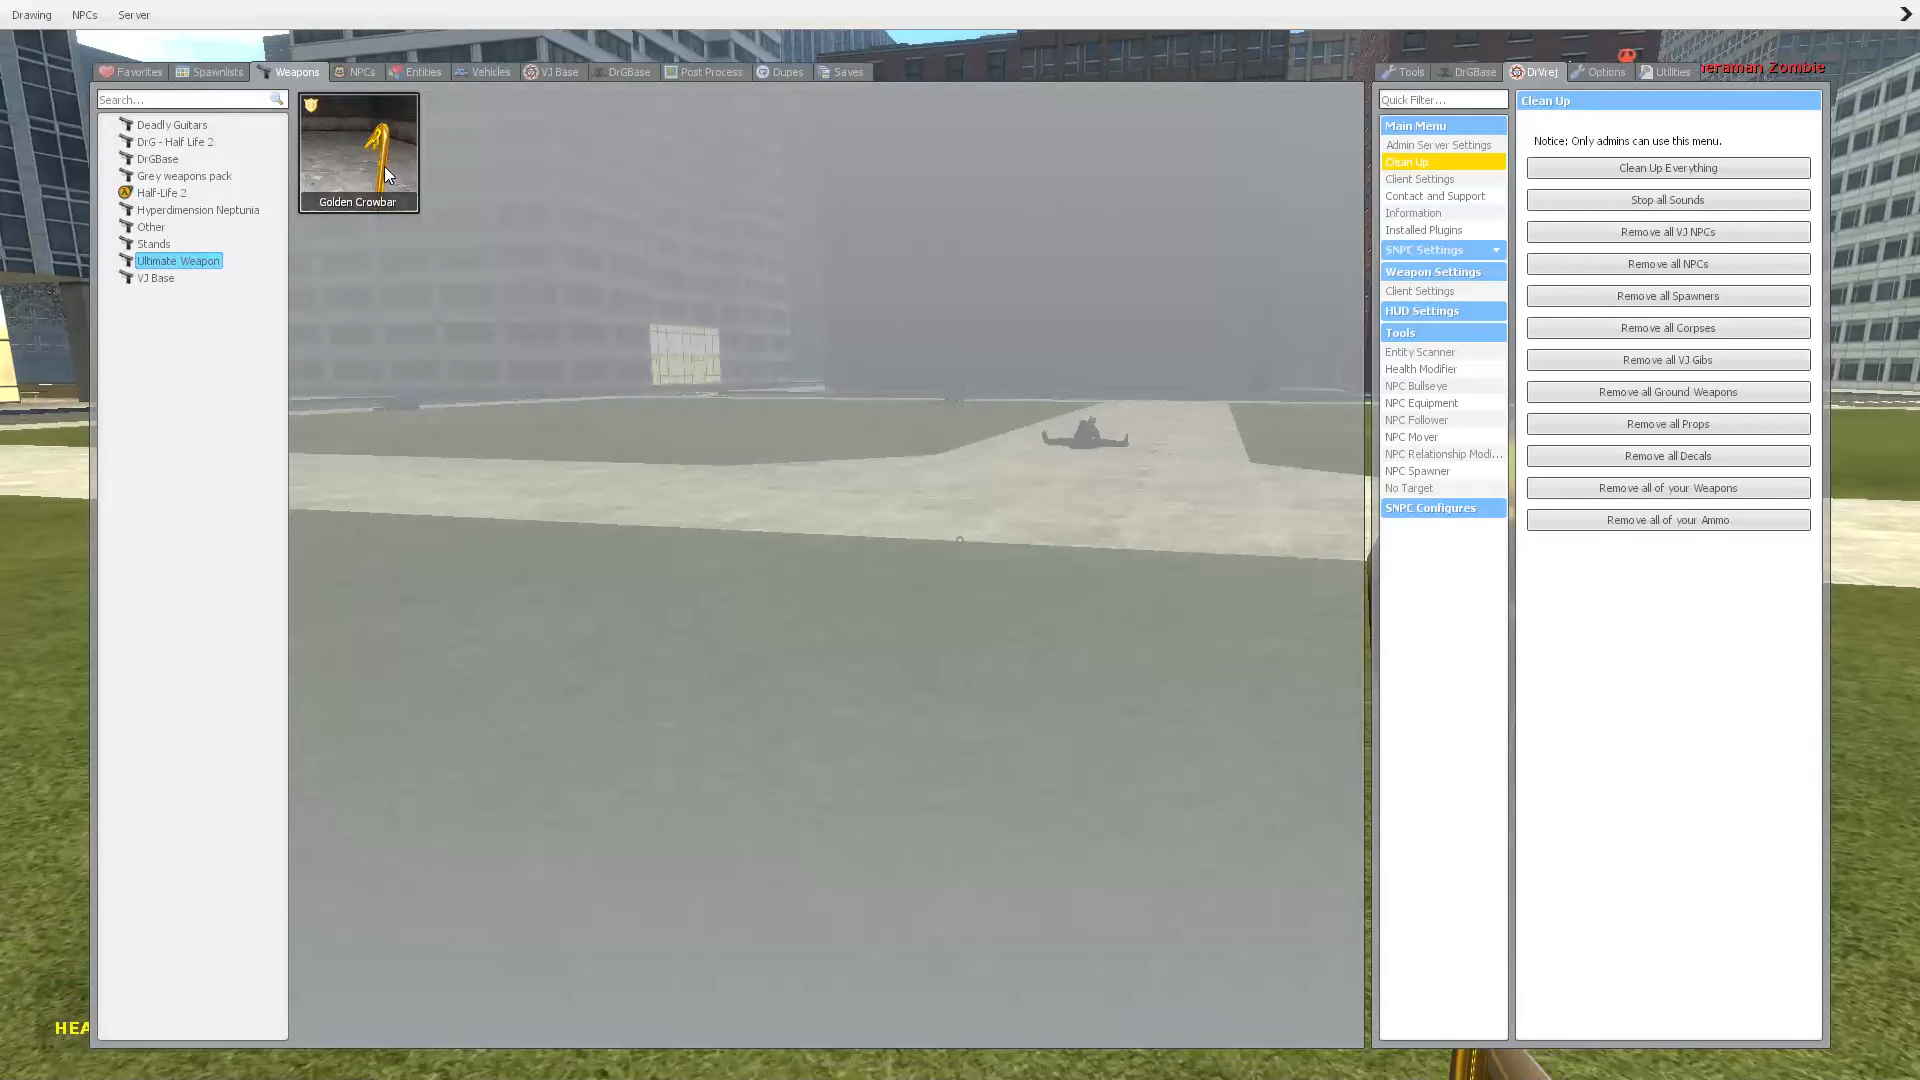 Drawing NPCs Server
Favorites Spawnlists Weapons NPCs Entities Vehicles VJ Base DrGBase Post Process Dupes Saves
Search...
Deadly Guitars
DrG - Half Life 2
DrGBase
Grey weapons pack
Half-Life 2
Hyperdimension Neptunia
Other
Stands
Ultimate Weapon
VJ Base
Golden Crowbar
HEA
Tools DrGBase DrVrej Options Utilities
neraman Zombie
Quick Filter...
Main Menu
Admin Server Settings
Clean Up
Client Settings
Contact and Support
Information
Installed Plugins
SNPC Settings
Weapon Settings
Client Settings
HUD Settings
Tools
Entity Scanner
Health Modifier
NPC Bullseye
NPC Equipment
NPC Follower
NPC Mover
NPC Relationship Modi...
NPC Spawner
No Target
SNPC Configures
Clean Up
Notice: Only admins can use this menu.
Clean Up Everything
Stop all Sounds
Remove all VJ NPCs
Remove all NPCs
Remove all Spawners
Remove all Corpses
Remove all VJ Gibs
Remove all Ground Weapons
Remove all Props
Remove all Decals
Remove all of your Weapons
Remove all of your Ammo